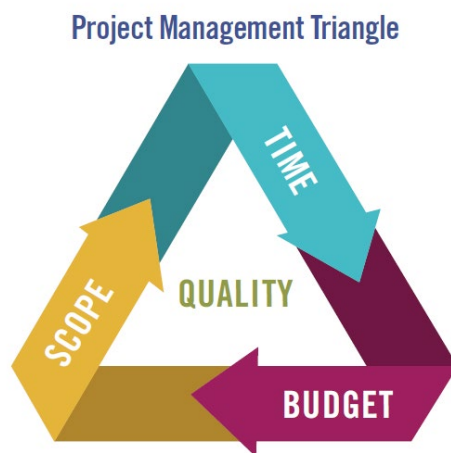 Project Management Triangle
TIME
QUALITY
SCOPE
BUDGET